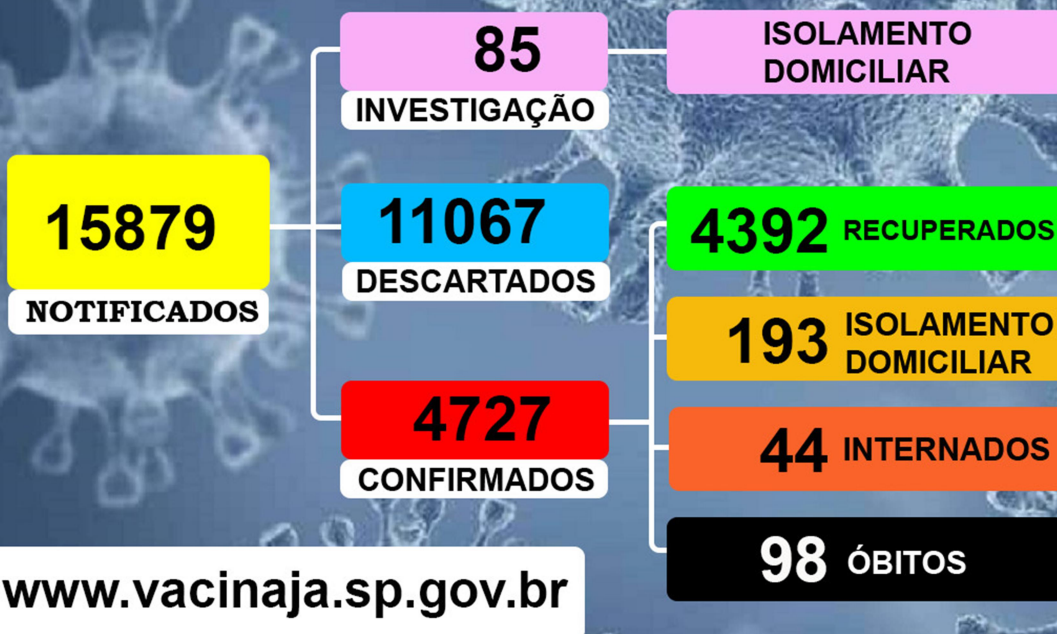 85
INVESTIGAÇÃO
ISOLAMENTO
DOMICILIAR
15879
NOTIFICADOS
11067
DESCARTADOS
4392 RECUPERADOS
193 ISOLAMENTO
DOMICILIAR
4727
CONFIRMADOS
44 INTERNADOS
98 ÓBITOS
www.vacinaja.sp.gov.br